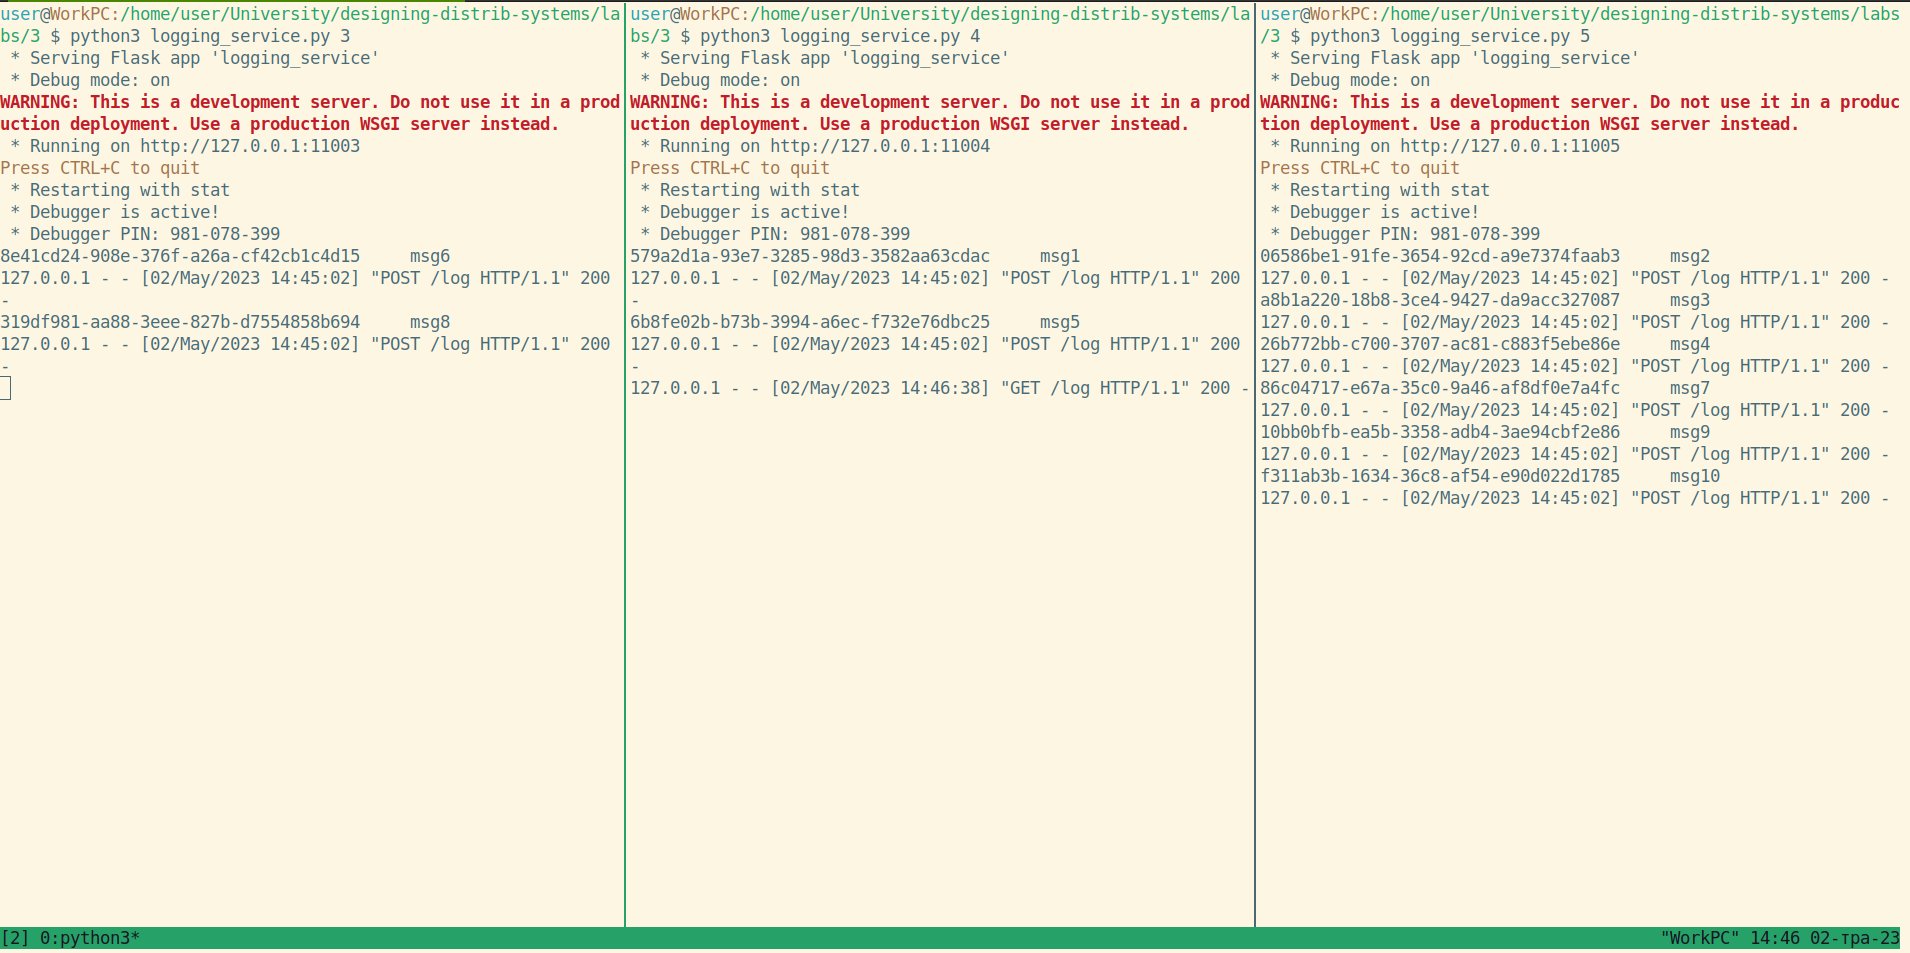 user@WorkPC:/home/user/University/designing-distrib-systems/la
bs/3 $ python3 logging_service.py 3
 * Serving Flask app 'logging_service'
 * Debug mode: on
WARNING: This is a development server. Do not use it in a prod
uction deployment. Use a production WSGI server instead.
 * Running on http://127.0.0.1:11003
Press CTRL+C to quit
 * Restarting with stat
 * Debugger is active!
 * Debugger PIN: 981-078-399
8e41cd24-908e-376f-a26a-cf42cb1c4d15     msg6
127.0.0.1 - - [02/May/2023 14:45:02] "POST /log HTTP/1.1" 200
-
319df981-aa88-3eee-827b-d7554858b694     msg8
127.0.0.1 - - [02/May/2023 14:45:02] "POST /log HTTP/1.1" 200
-
user@WorkPC:/home/user/University/designing-distrib-systems/la
bs/3 $ python3 logging_service.py 4
 * Serving Flask app 'logging_service'
 * Debug mode: on
WARNING: This is a development server. Do not use it in a prod
uction deployment. Use a production WSGI server instead.
 * Running on http://127.0.0.1:11004
Press CTRL+C to quit
 * Restarting with stat
 * Debugger is active!
 * Debugger PIN: 981-078-399
579a2d1a-93e7-3285-98d3-3582aa63cdac     msg1
127.0.0.1 - - [02/May/2023 14:45:02] "POST /log HTTP/1.1" 200
-
6b8fe02b-b73b-3994-a6ec-f732e76dbc25     msg5
127.0.0.1 - - [02/May/2023 14:45:02] "POST /log HTTP/1.1" 200
-
127.0.0.1 - - [02/May/2023 14:46:38] "GET /log HTTP/1.1" 200 -
user@WorkPC:/home/user/University/designing-distrib-systems/labs
/3 $ python3 logging_service.py 5
 * Serving Flask app 'logging_service'
 * Debug mode: on
WARNING: This is a development server. Do not use it in a produc
tion deployment. Use a production WSGI server instead.
 * Running on http://127.0.0.1:11005
Press CTRL+C to quit
 * Restarting with stat
 * Debugger is active!
 * Debugger PIN: 981-078-399
06586be1-91fe-3654-92cd-a9e7374faab3     msg2
127.0.0.1 - - [02/May/2023 14:45:02] "POST /log HTTP/1.1" 200 -
a8b1a220-18b8-3ce4-9427-da9acc327087     msg3
127.0.0.1 - - [02/May/2023 14:45:02] "POST /log HTTP/1.1" 200 -
26b772bb-c700-3707-ac81-c883f5ebe86e     msg4
127.0.0.1 - - [02/May/2023 14:45:02] "POST /log HTTP/1.1" 200 -
86c04717-e67a-35c0-9a46-af8df0e7a4fc     msg7
127.0.0.1 - - [02/May/2023 14:45:02] "POST /log HTTP/1.1" 200 -
10bb0bfb-ea5b-3358-adb4-3ae94cbf2e86     msg9
127.0.0.1 - - [02/May/2023 14:45:02] "POST /log HTTP/1.1" 200 -
f311ab3b-1634-36c8-af54-e90d022d1785     msg10
127.0.0.1 - - [02/May/2023 14:45:02] "POST /log HTTP/1.1" 200 -
[2] 0:python3*
"WorkPC" 14:46 02-тра-23